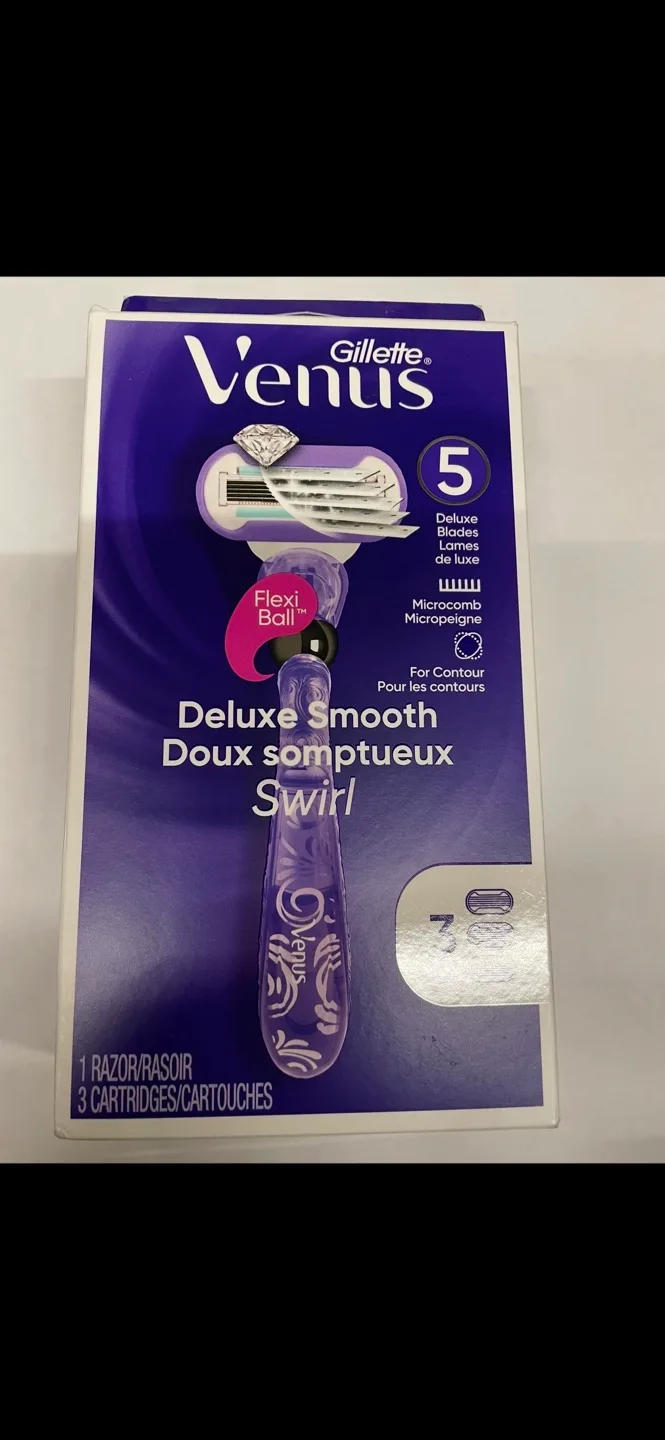 Gillette®
Venus
5
Deluxe
Blades
Lames
de luxe
Microcomb
Micropeigne
Flexi
Ball™
For Contour
Pour les contours
Deluxe Smooth
Doux somptueux
Swirl
Venus
3
1 RAZOR/RASOIR
3 CARTRIDGES/CARTOUCHES